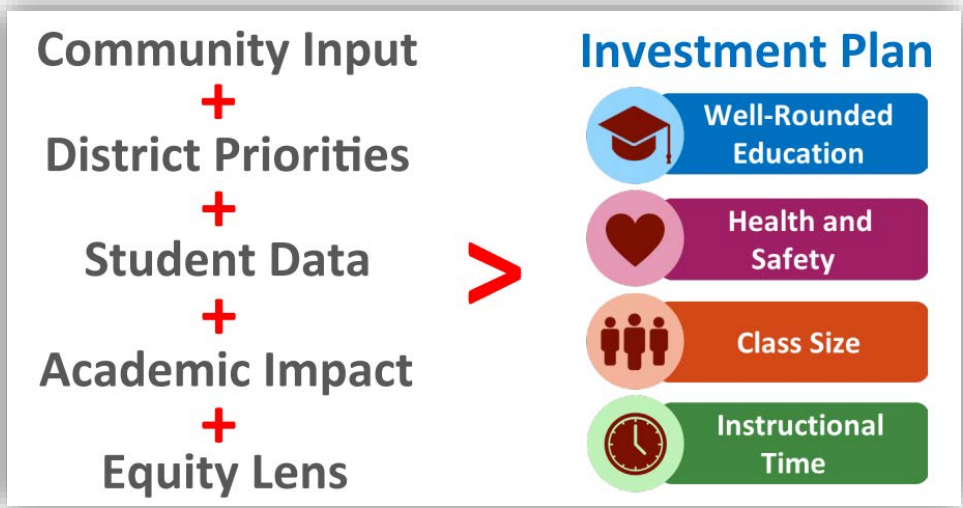 Community Input
+
District Priorities
+
Student Data
+
Academic Impact
+
Equity Lens
>
Investment Plan
Well-Rounded
Education
Health and
Safety
Class Size
Instructional
Time